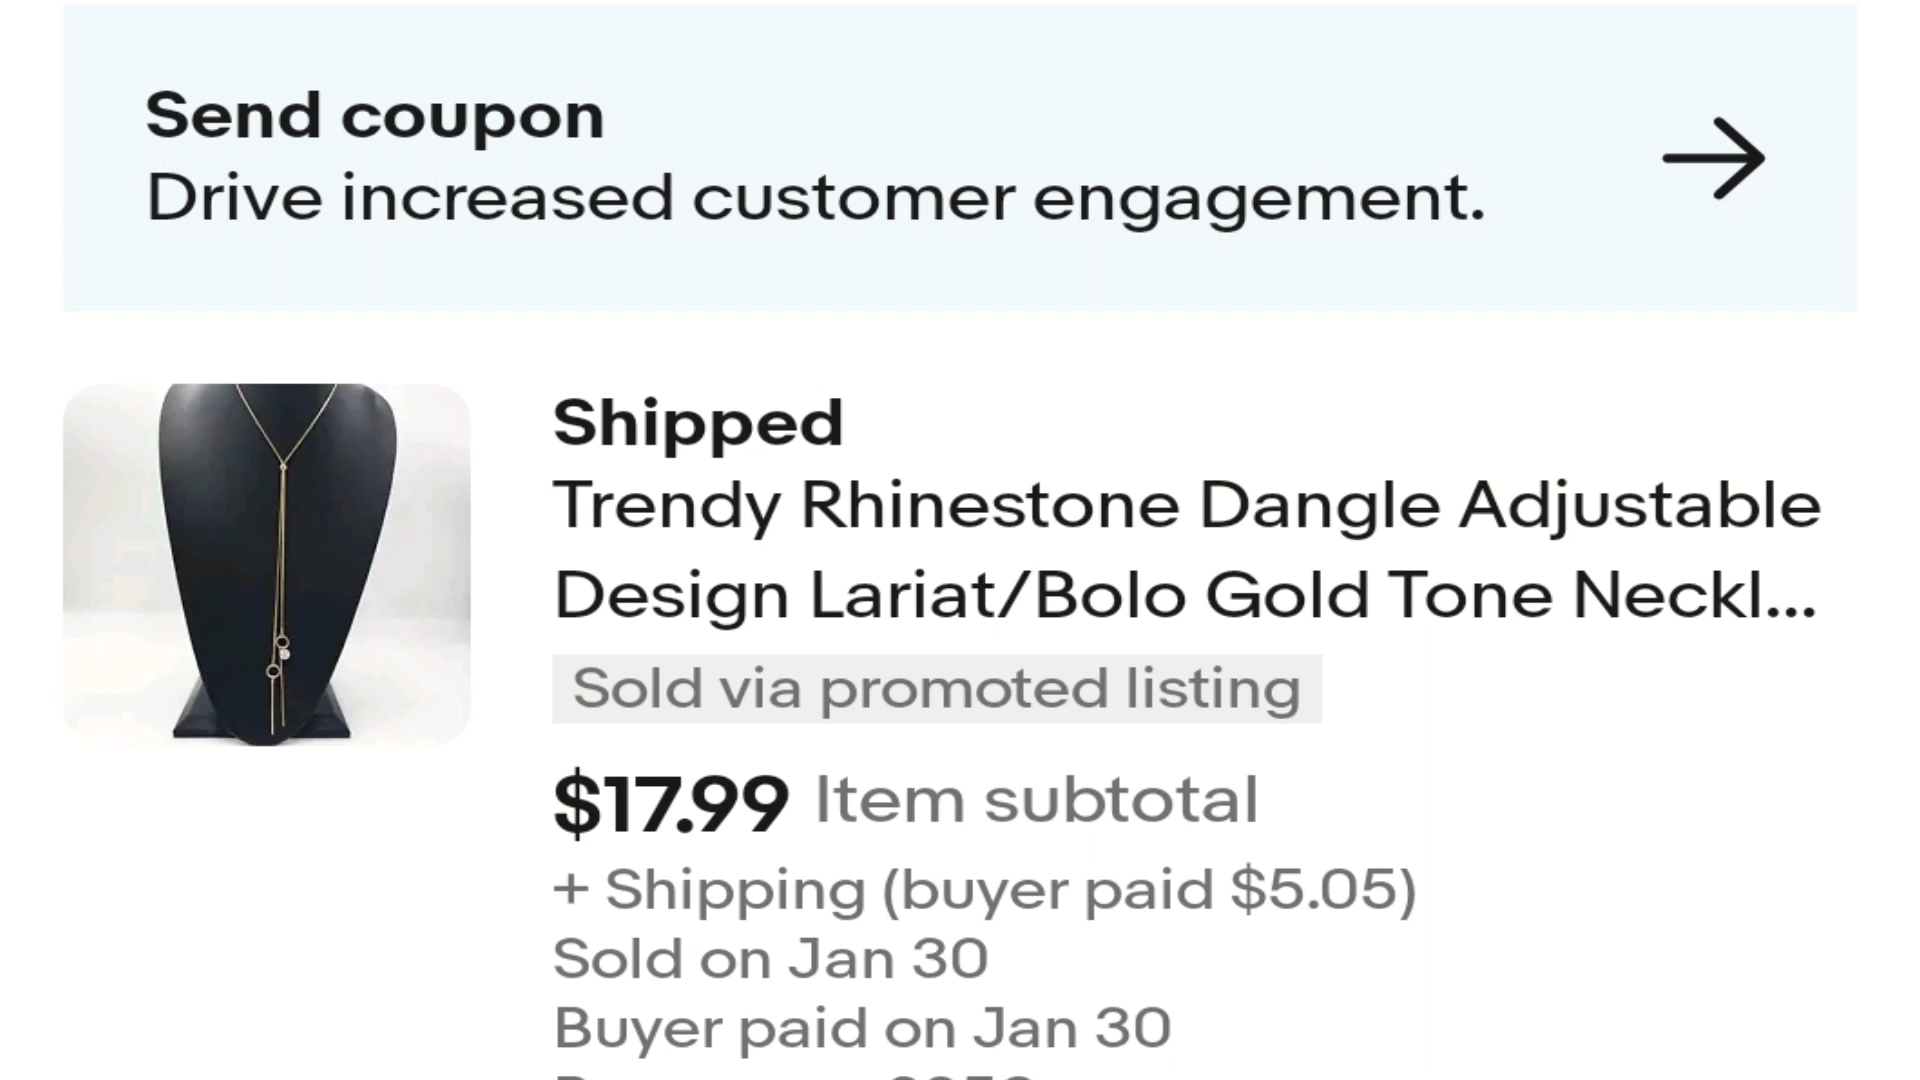 Send coupon
Drive increased customer engagement.
Shipped
Trendy Rhinestone Dangle Adjustable
Design Lariat/Bolo Gold Tone Neckl...
Sold via promoted listing
$17.99 Item subtotal
+ Shipping (buyer paid $5.05)
Sold on Jan 30
Buyer paid on Jan 30